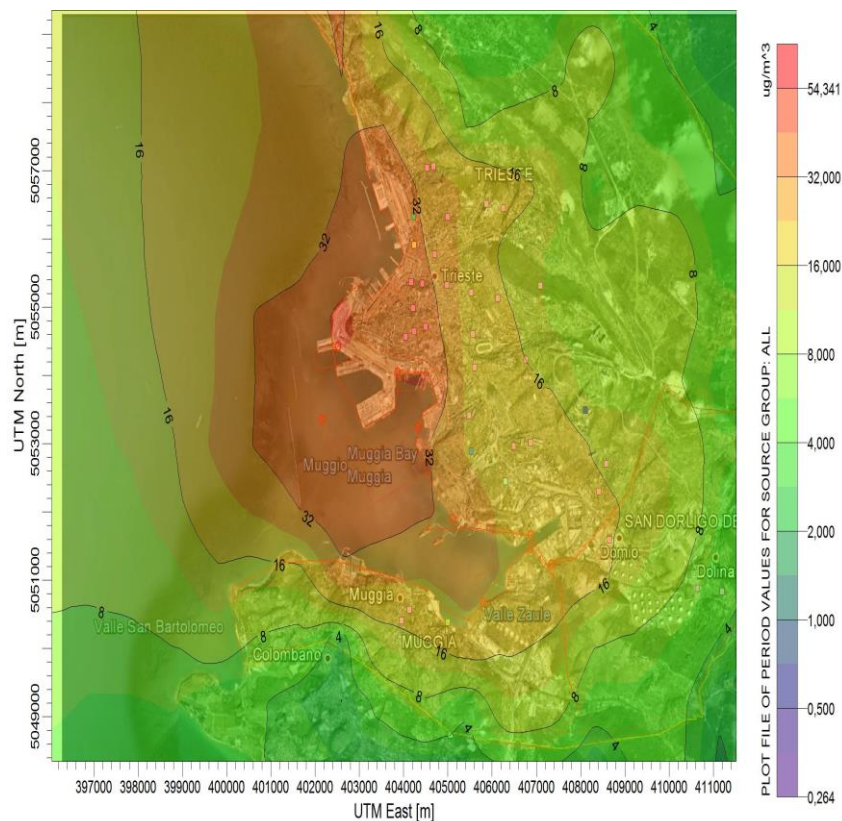 16
8
4
16
8
8
5057000
TRIESTE
16
16
32
32
8
5055000
Trieste
16
UTM North [m]
5053000
Muggio
Muggia Bay
Muggia
32
32
SAN DORLIGO DE
Domio
8
Dolina
16
5051000
Muggia
16
Valle Zaule
8
Valle San Bartolomeo
8
4
MUGGIA
16
Colombano
4
8
8
5049000
4
4
397000 398000 399000 400000 401000 402000 403000 404000 405000 406000 407000 408000 409000 410000 411000
UTM East [m]
ug/m^3
54,341
32,000
16,000
8,000
4,000
2,000
1,000
0,500
0,264
PLOT FILE OF PERIOD VALUES FOR SOURCE GROUP: ALL